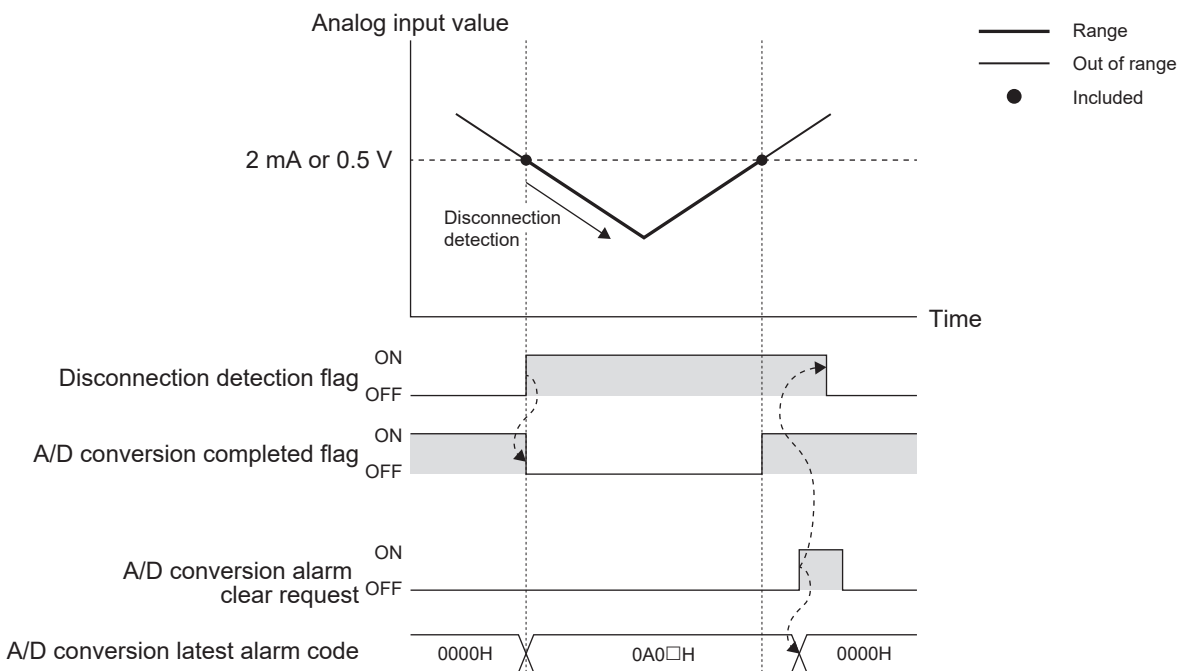 Analog input value
Range
Out of range
Included
2 mA or 0.5 V
Disconnection
detection
Time
ON
Disconnection detection flag
OFF
ON
A/D conversion completed flag
OFF
ON
A/D conversion alarm
clear request
OFF
A/D conversion latest alarm code
0000H
0A0□H
0000H